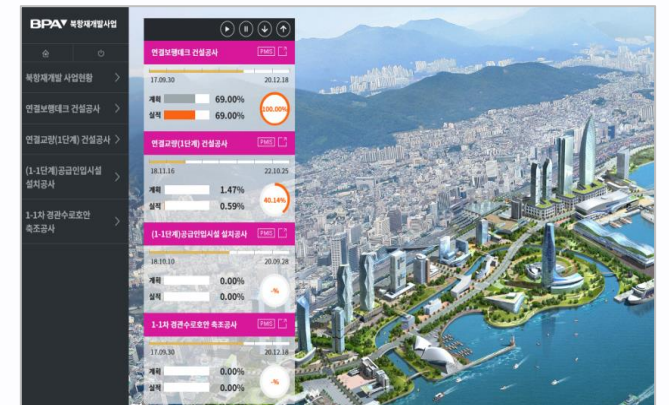 BPA 북항재개발사업
북항재개발 사업현황
연결보행데크 건설공사
연결교량(1단계) 건설공사
(1-1단계)공급인입시설
설치공사
1-1차 경관수로호안
축조공사
연결보행데크 건설공사 PMIS
17.09.30 20.12.18
계획 69.00%
실적 69.00%
100.00%
연결교량(1단계) 건설공사 PMIS
18.11.16 22.10.25
계획 1.47%
실적 0.59%
40.14%
(1-1단계)공급인입시설 설치공사 PMIS
18.10.10 20.09.28
계획 0.00%
실적 0.00%
-%
1-1차 경관수로호안 축조공사 PMIS
17.09.30 20.12.18
계획 0.00%
실적 0.00%
-%